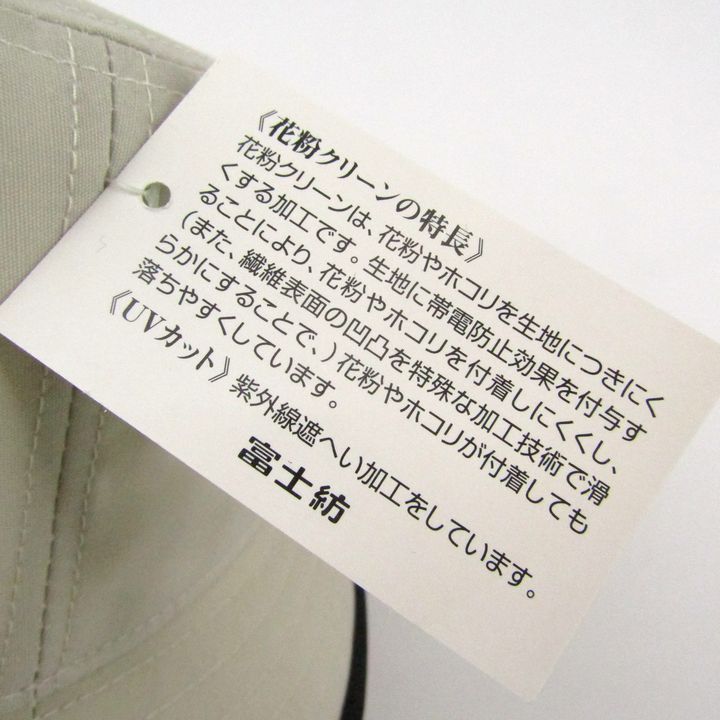 《花粉クリーンの特長》
花粉クリーンは、花粉やホコリを生地につきにく
くする加工です。生地に帯電防止効果を付与す
ることにより、花粉やホコリを付着しにくくし、
(また、繊維表面の凹凸を特殊な加工技術で滑
らかにすることで、)花粉やホコリが付着しても
落ちやすくしています。
《UVカット》紫外線遮へい加工をしています。
富士紡